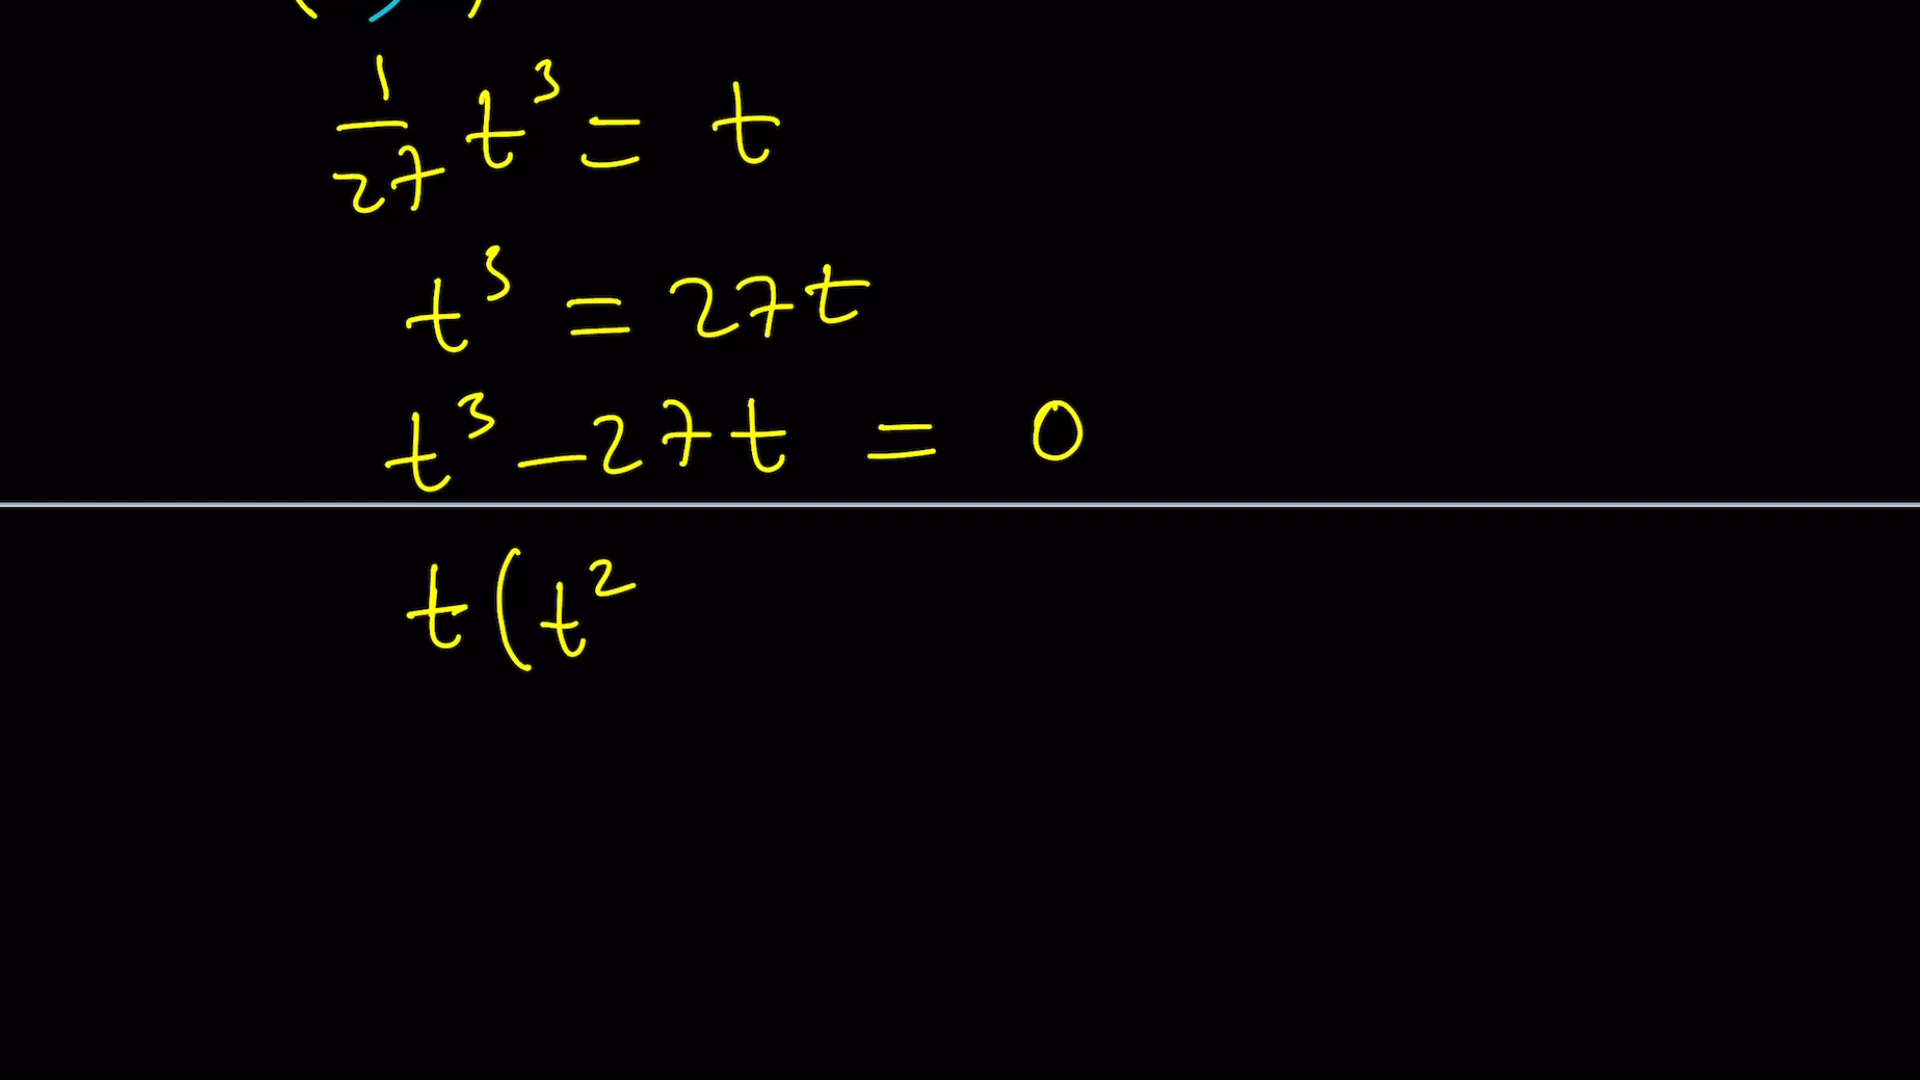 1/27 t³ = t
t³ = 27t
t³ - 27t = 0
t(t²